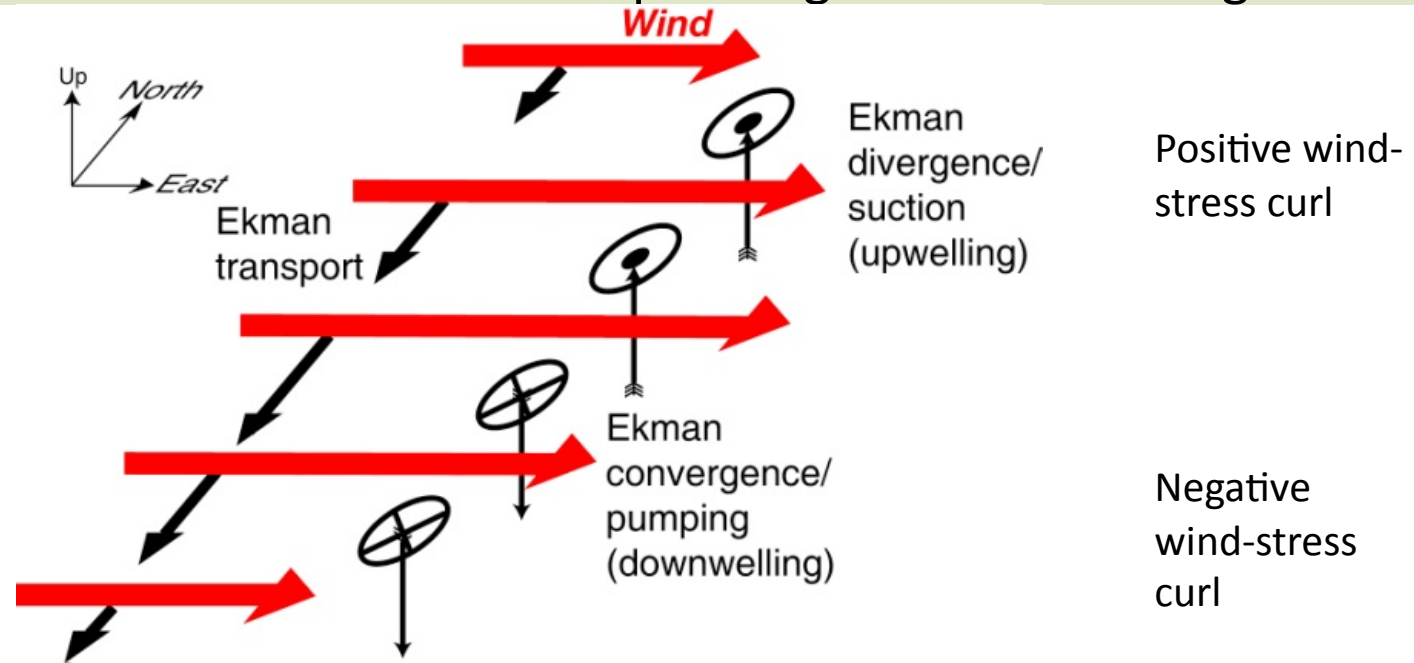 Wind
Up
North
East
Ekman
transport
Ekman
divergence/
suction
(upwelling)
Positive wind-
stress curl
Ekman
convergence/
pumping
(downwelling)
Negative
wind-stress
curl